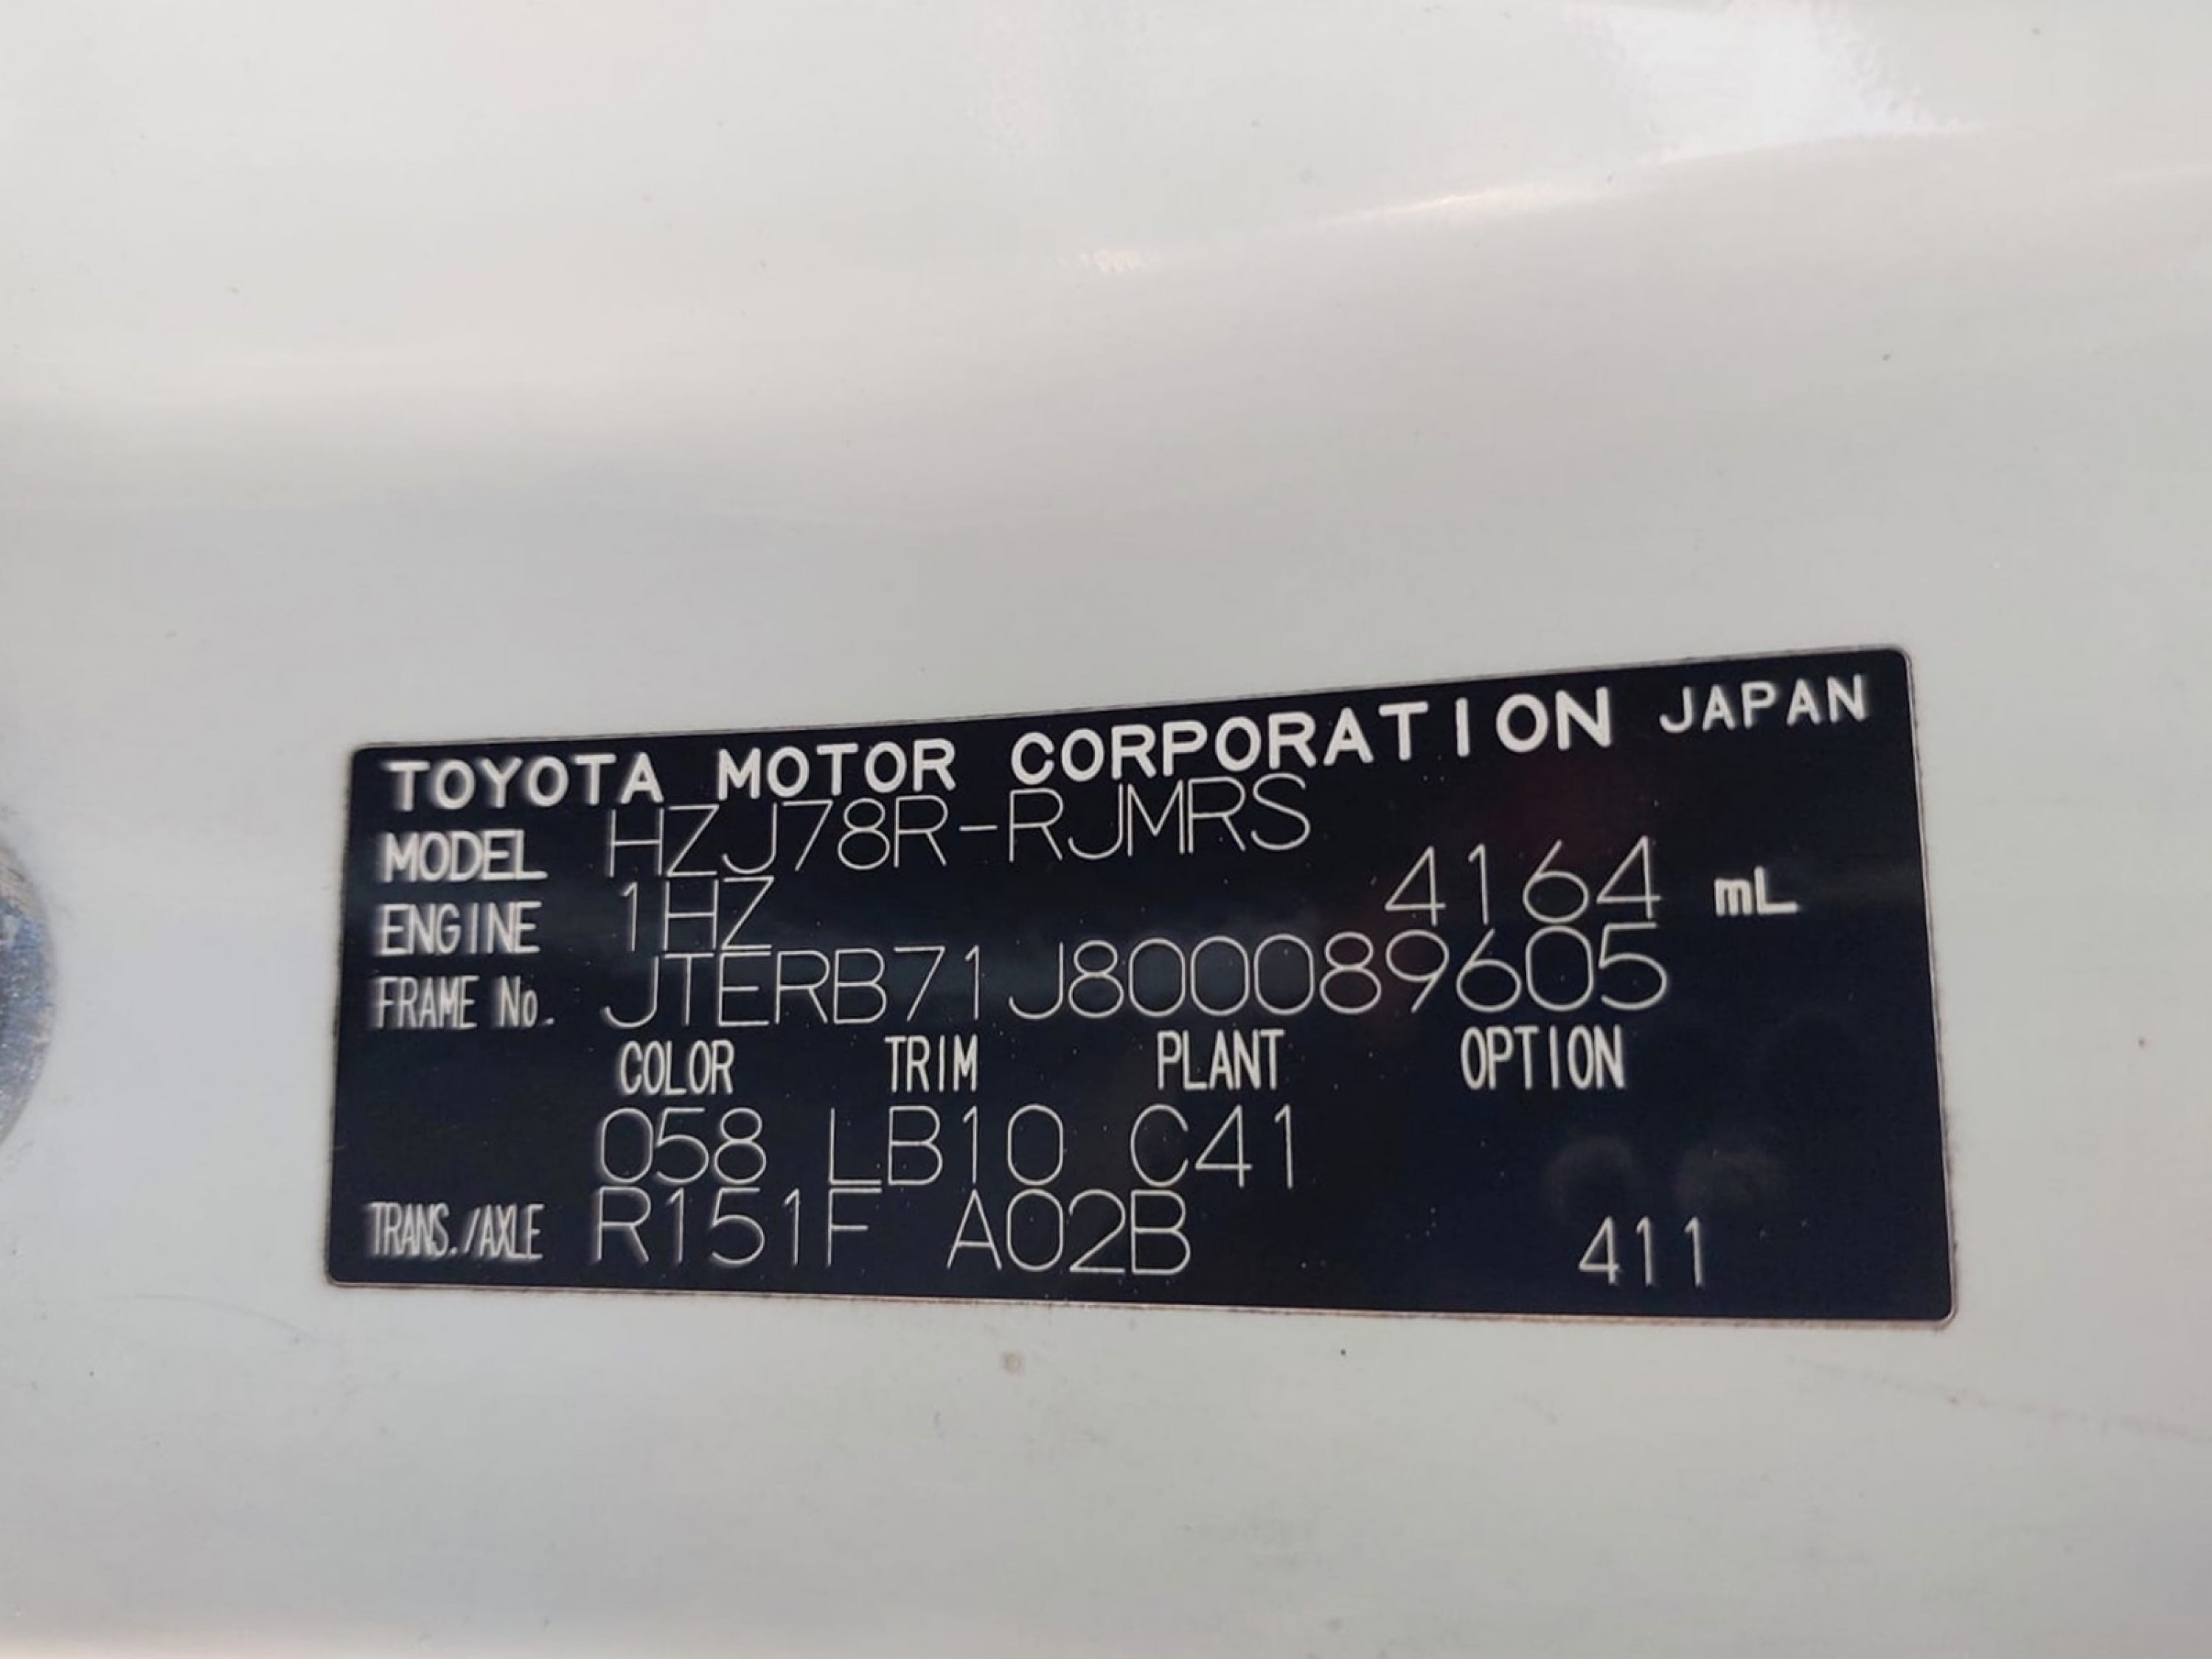 TOYOTA MOTOR CORPORATION JAPAN
MODEL HZJ78R-RJMRS
ENGINE 1HZ 4164 mL
FRAME No. JTERB71J800089605
COLOR TRIM PLANT OPTION
058 LB10 C41
TRANS./AXLE R151F A02B 411